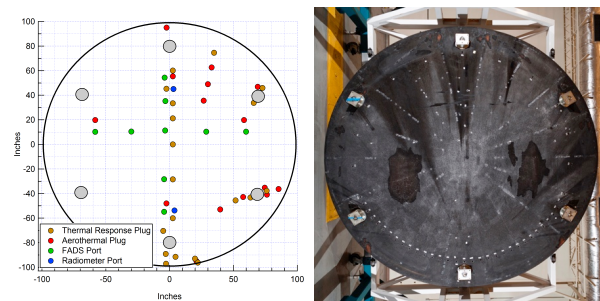 100
80
60
40
20
0
-20
-40
-60
-80
-100
Inches
Thermal Response Plug
Aerothermal Plug
FADS Port
Radiometer Port
-100 -50 0 50 100
Inches